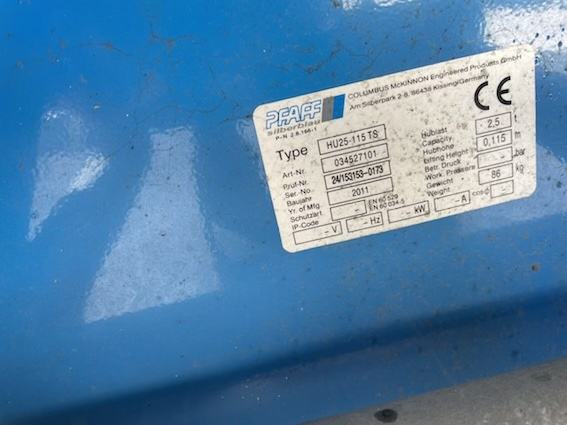 PFAFF
silberblau
P-N 2.8.166-1
COLUMBUS McKINNON Engineered Products GmbH
Am Silberpark 2-8, 86438 Kissing/Germany
CE
Type HU25-115 TS
Art-Nr. 034527101
Prüf-Nr.
Ser.-No. 24/153153-0173
Baujahr
Yr. of Mfg. 2011
Schutzart.
IP-Code - EN 60 529
EN 60 034-5
Hublast
Capacity 2,5 t
Hubhöhe
Lifting Height 0,115 m
Betr. Druck
Work. Pressure - bar
Gewicht
Weight 86 kg
- V - Hz - kW - A cos φ -